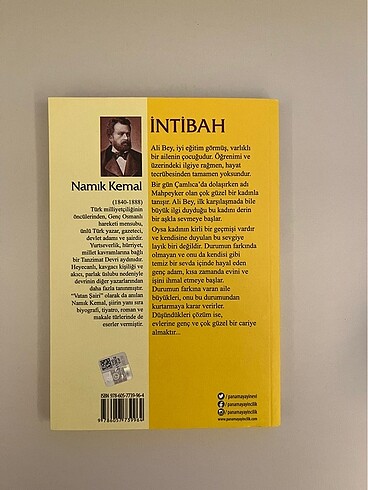 Namık Kemal
(1840-1888)
Türk milliyetçiliğinin
öncülerinden, Genç Osmanlı
hareketi mensubu,
ünlü Türk yazar, gazeteci,
devlet adamı ve şairdir.
Yurtseverlik, hürriyet,
millet kavramlarına bağlı
bir Tanzimat Devri aydınıdır.
Heyecanlı, kavgacı kişiliği ve
akıcı, parlak üslubu nedeniyle
devrinin diğer yazarlarından
daha fazla tanınmıştır.
"Vatan Şairi" olarak da anılan
Namık Kemal, şiirin yanı sıra
biyografi, tiyatro, roman ve
makale türlerinde de
eserler vermiştir.
ISBN 978-605-7739-96-4
9786057739964
İNTİBAH
Ali Bey, iyi eğitim görmüş, varlıklı
bir ailenin çocuğudur. Öğrenimi ve
üzerindeki ilgiye rağmen, hayat
tecrübesinden tamamen yoksundur.
Bir gün Çamlıca'da dolaşırken adı
Mahpeyker olan çok güzel bir kadınla
tanışır. Ali Bey, ilk karşılaşmada bile
büyük ilgi duyduğu bu kadını derin
bir aşkla sevmeye başlar.
Oysa kadının kirli bir geçmişi vardır
ve kendisine duyulan bu sevgiye
layık biri değildir. Durumun farkında
olmayan ve onu da kendisi gibi
temiz bir sevda içinde hayal eden
genç adam, kısa zamanda evini ve
işini ihmal etmeye başlar.
Durumun farkına varan aile
büyükleri, onu bu durumundan
kurtarmaya karar verirler.
Düşündükleri çözüm ise,
evlerine genç ve çok güzel bir cariye
almaktır...
/panamayayinevi
/panamayayincilik
/panamayayincilik
www.panamayayincilik.com